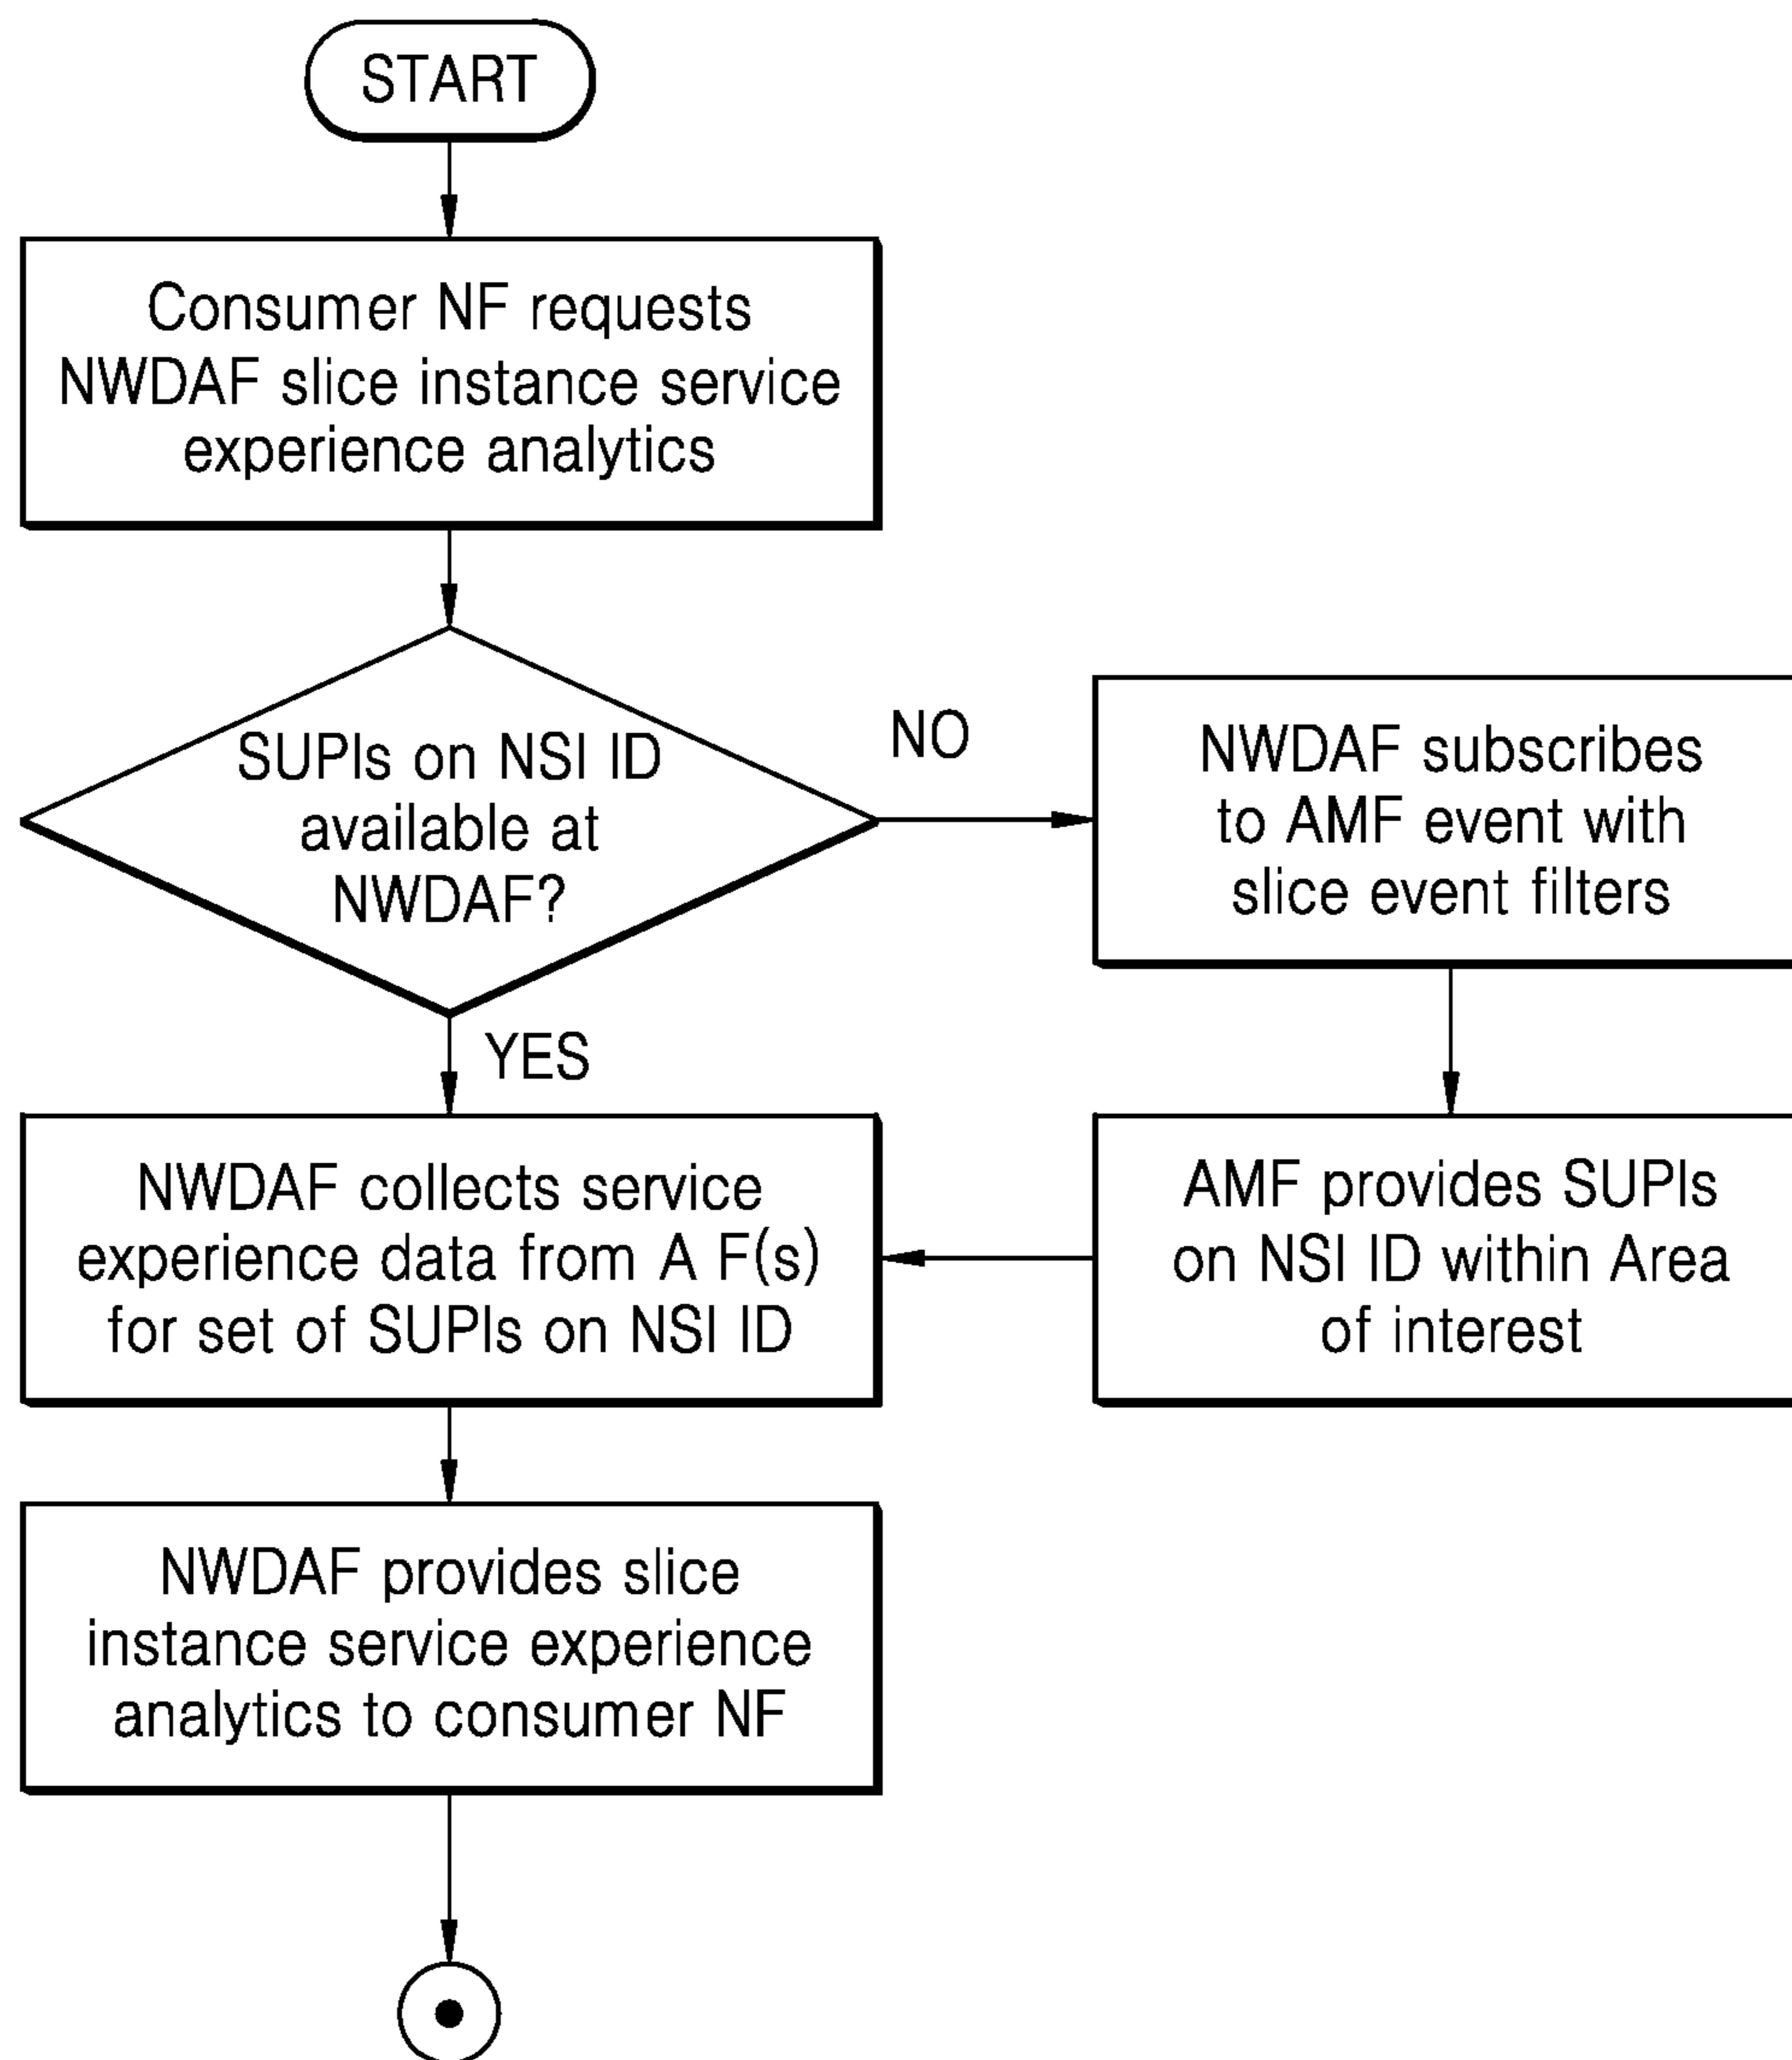 START
Consumer NF requests
NWDAF slice instance service
experience analytics
SUPIs on NSI ID
available at
NWDAF?
NO
NWDAF subscribes
to AMF event with
slice event filters
YES
NWDAF collects service
experience data from A F(s)
for set of SUPIs on NSI ID
AMF provides SUPIs
on NSI ID within Area
of interest
NWDAF provides slice
instance service experience
analytics to consumer NF